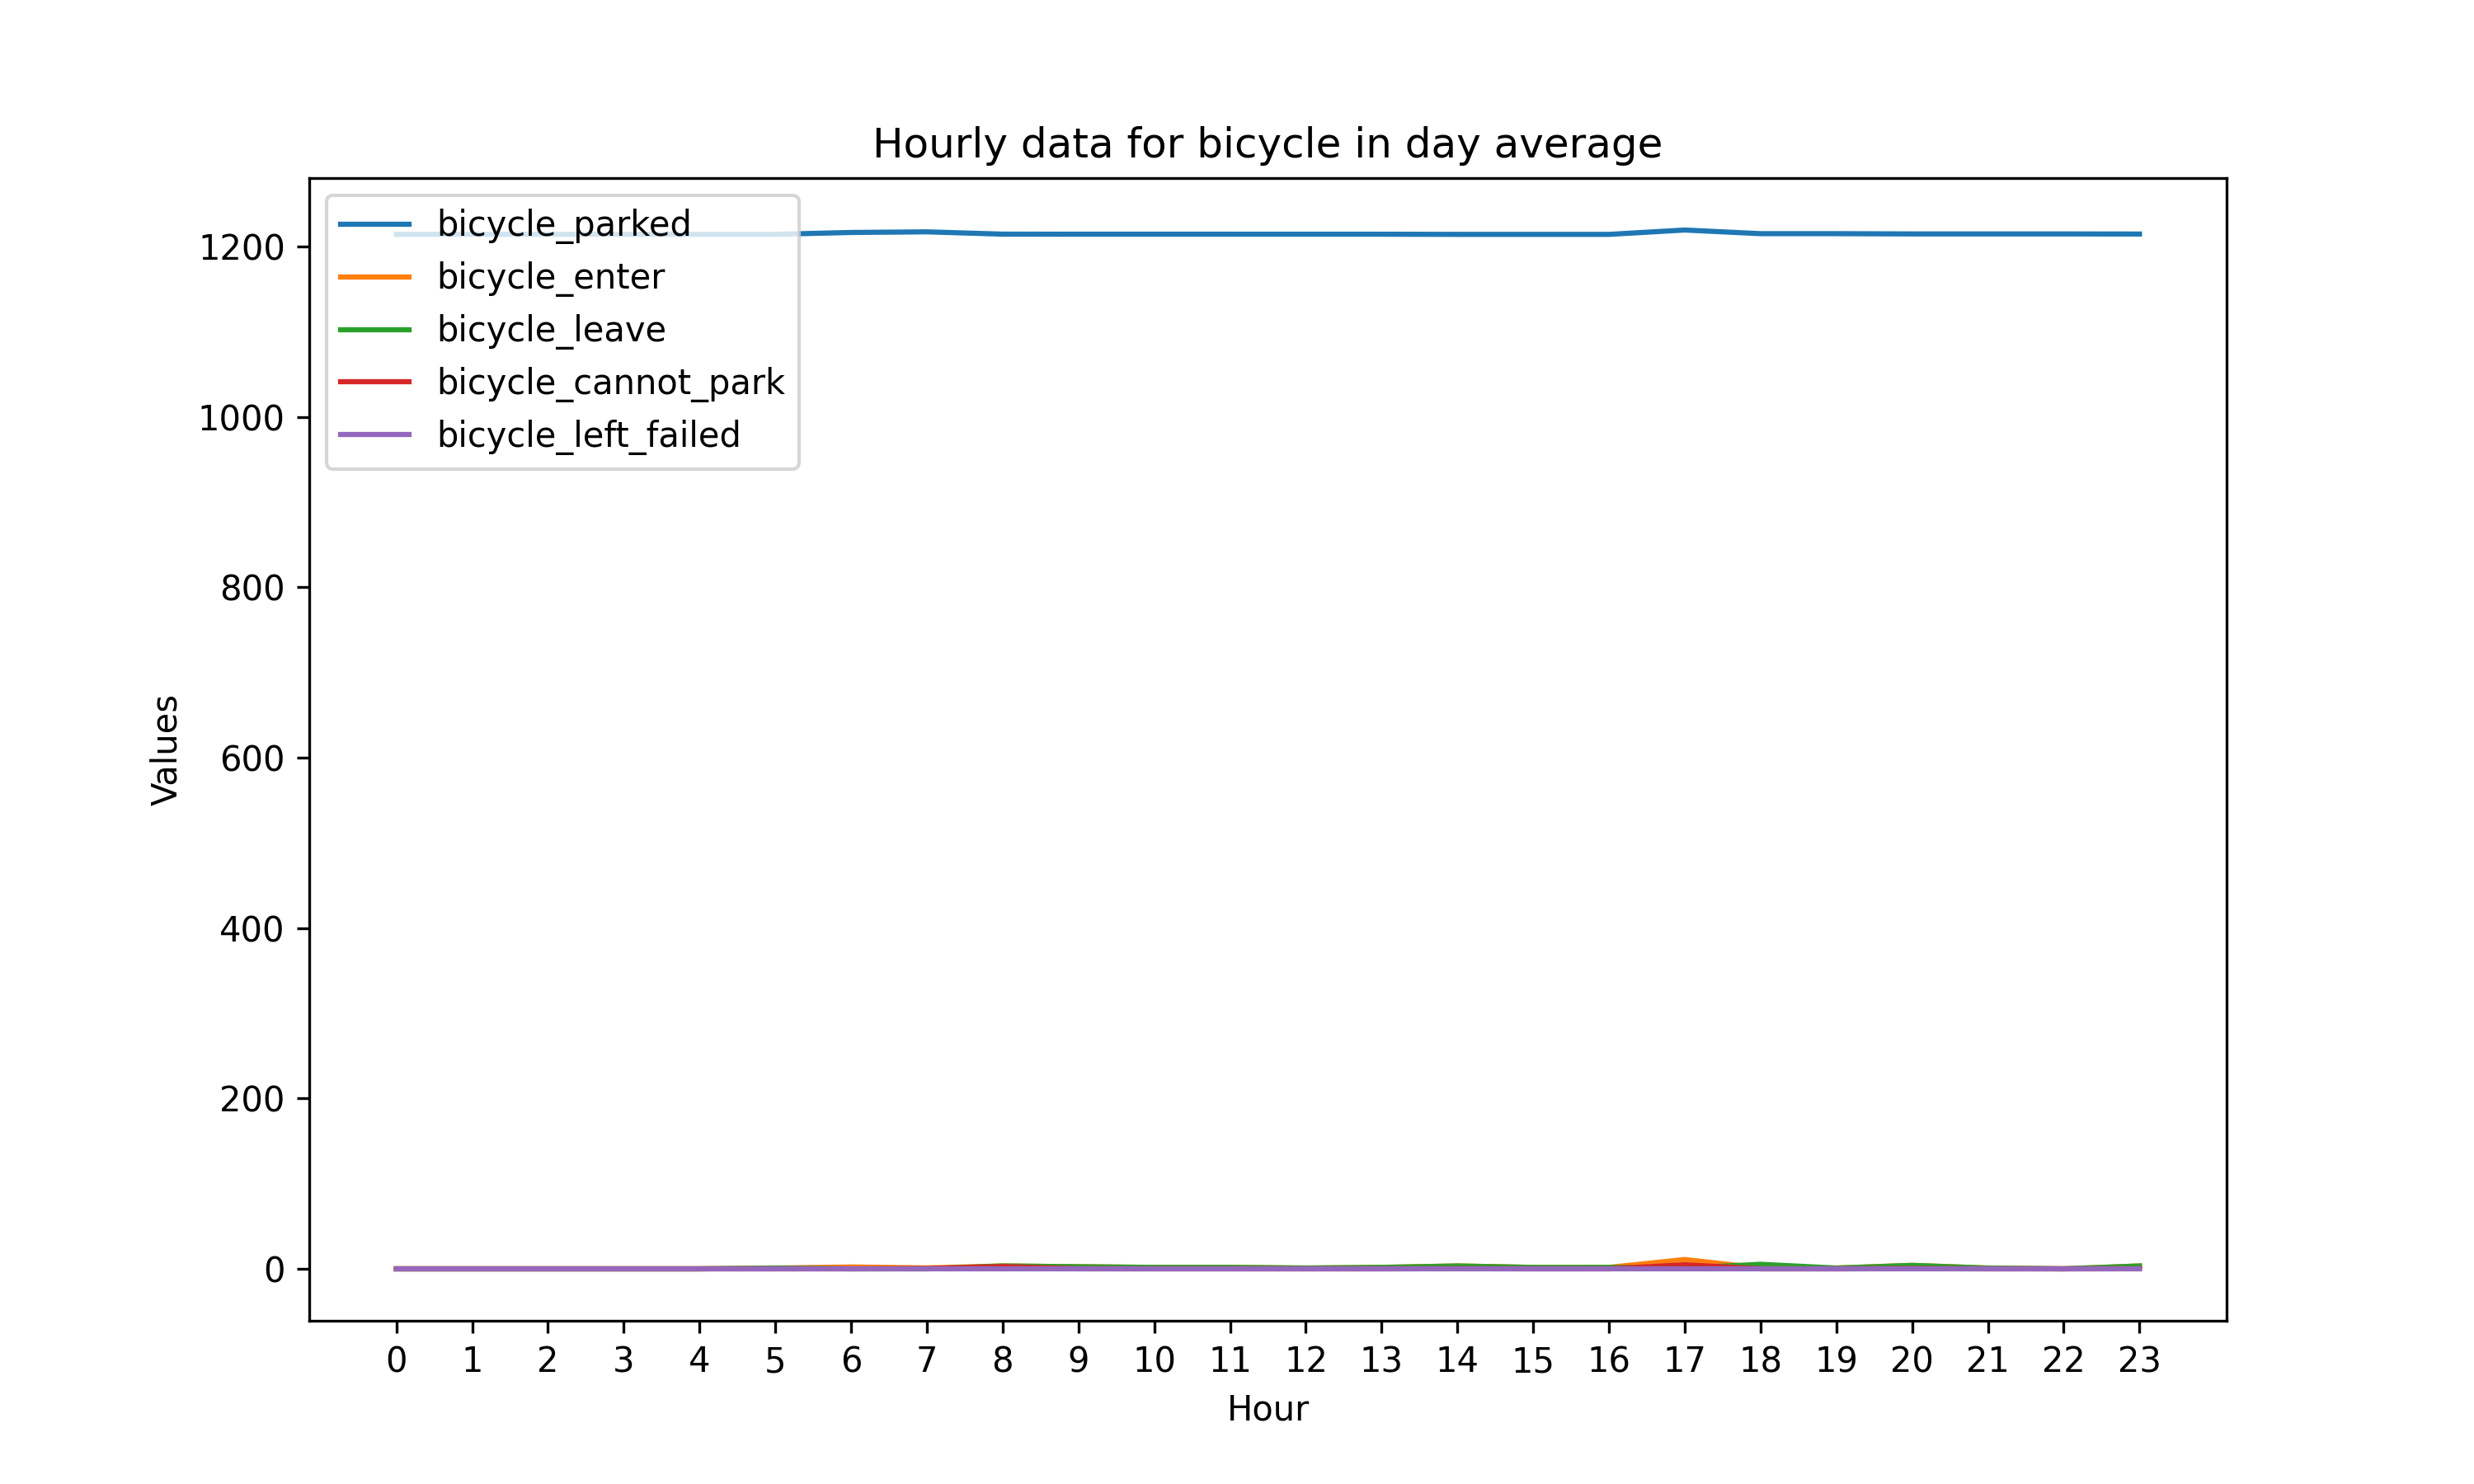 Hourly data for bicycle in day average
bicycle_parked
bicycle_enter
bicycle_leave
bicycle_cannot_park
bicycle_left_failed
1200
1000
800
600
400
200
0
Values
0 1 2 3 4 5 6 7 8 9 10 11 12 13 14 15 16 17 18 19 20 21 22 23
Hour